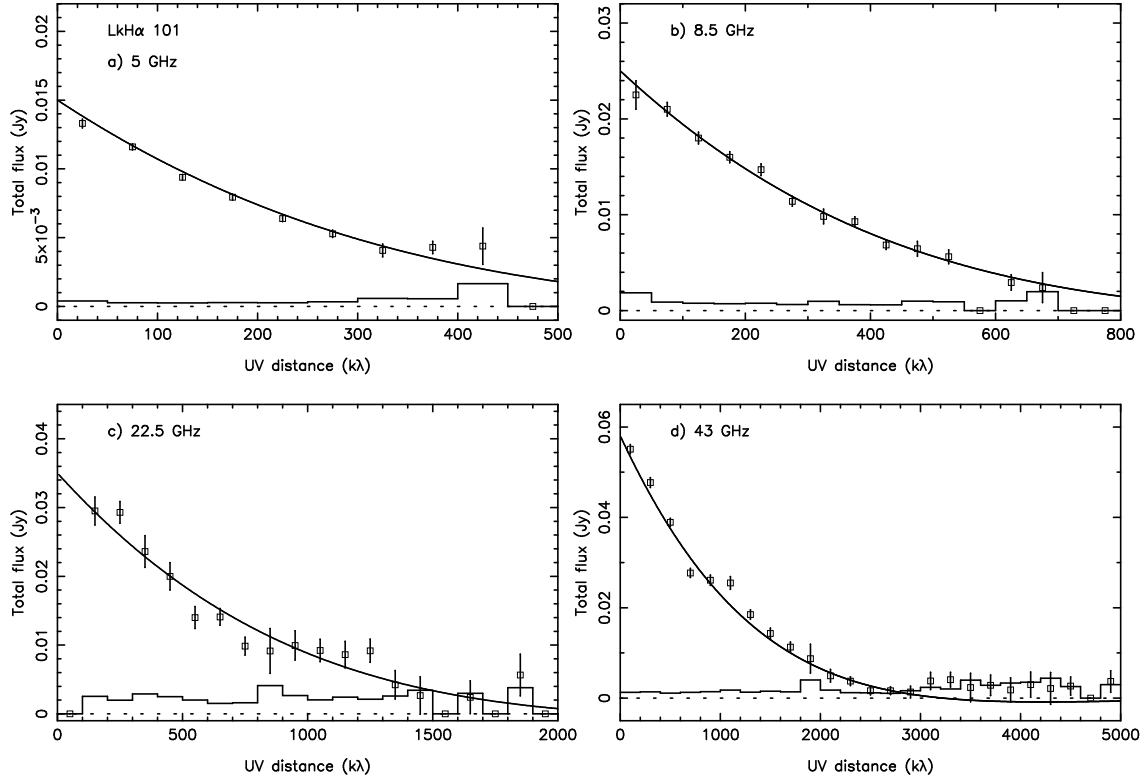 LkHα 101
a) 5 GHz
Total flux (Jy)
0 5×10⁻³ 0.01 0.015 0.02
0 100 200 300 400 500
UV distance (kλ)
b) 8.5 GHz
Total flux (Jy)
0 0.01 0.02 0.03
0 200 400 600 800
UV distance (kλ)
c) 22.5 GHz
Total flux (Jy)
0 0.01 0.02 0.03 0.04
0 500 1000 1500 2000
UV distance (kλ)
d) 43 GHz
Total flux (Jy)
0 0.02 0.04 0.06
0 1000 2000 3000 4000 5000
UV distance (kλ)